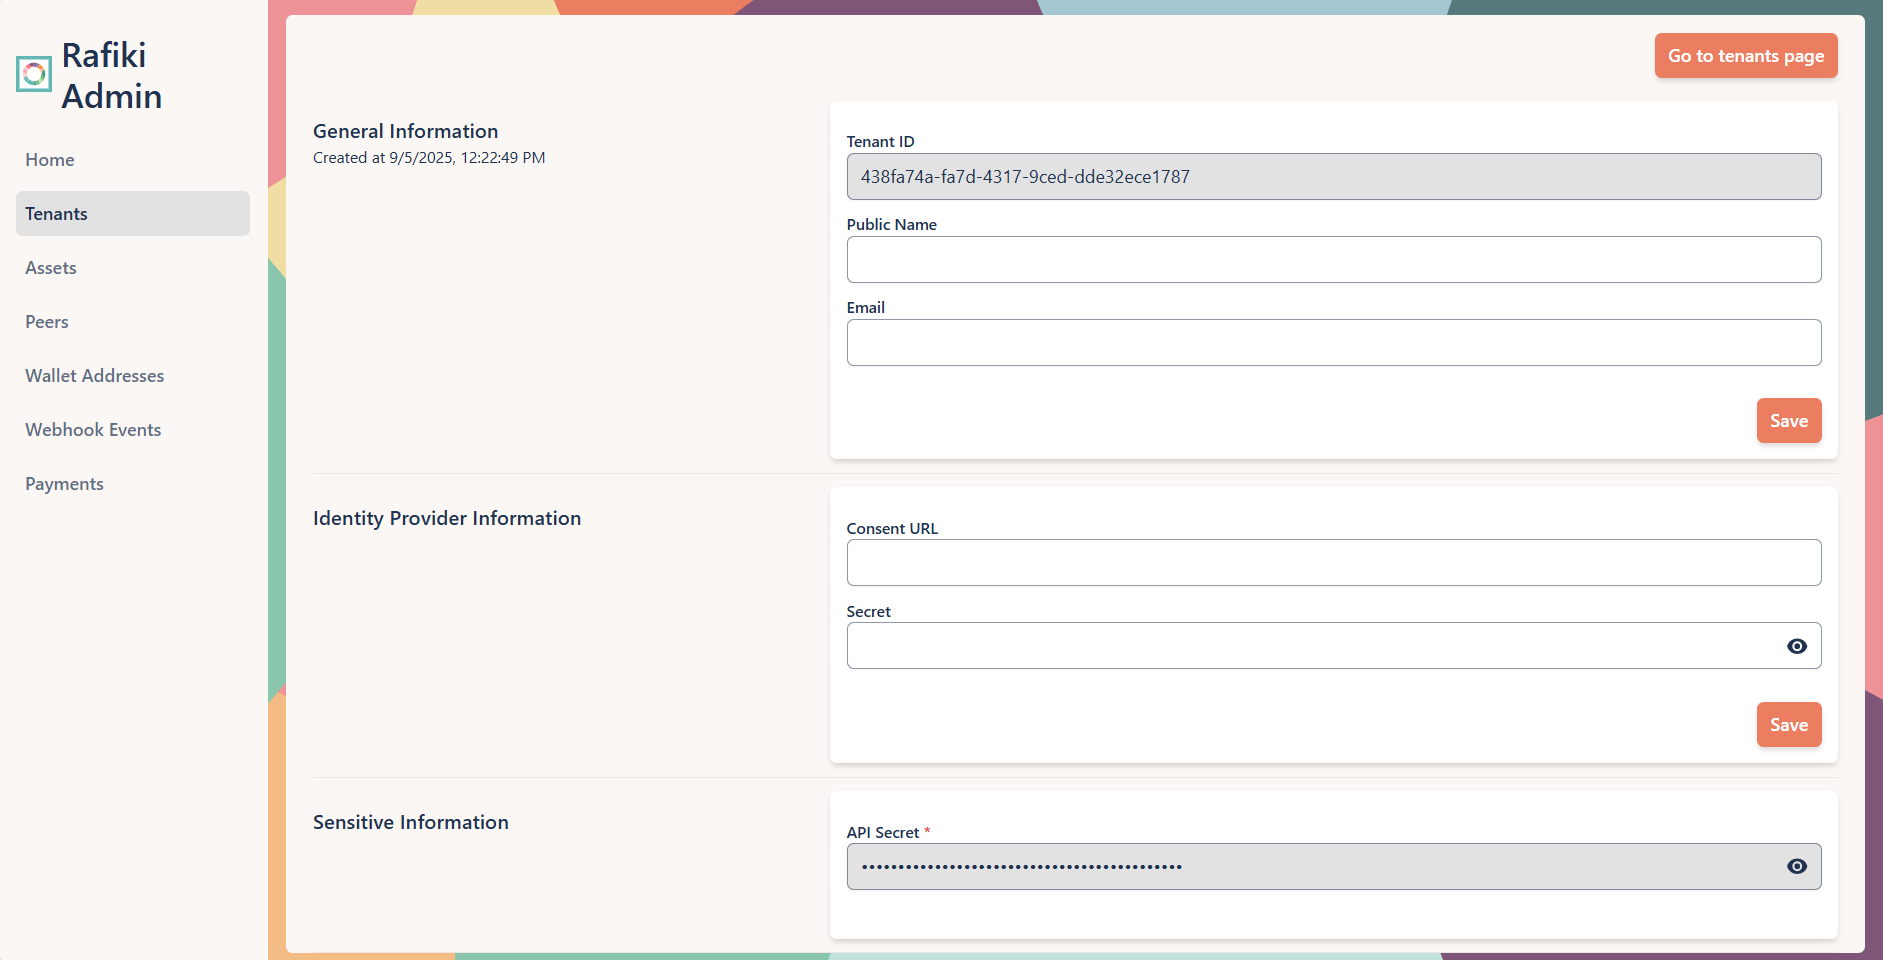 Rafiki
Admin
Home
Tenants
Assets
Peers
Wallet Addresses
Webhook Events
Payments
Go to tenants page
General Information
Created at 9/5/2025, 12:22:49 PM
Tenant ID
438fa74a-fa7d-4317-9ced-dde32ece1787
Public Name
Email
Save
Identity Provider Information
Consent URL
Secret
Save
Sensitive Information
API Secret *
••••••••••••••••••••••••••••••••••••••••••••